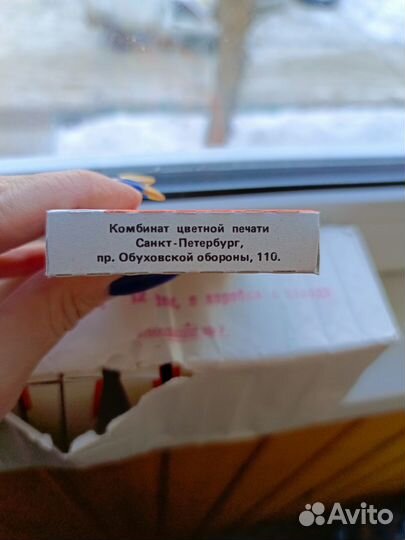 Комбинат цветной печати
Санкт-Петербург,
пр. Обуховской обороны, 110.
Avito